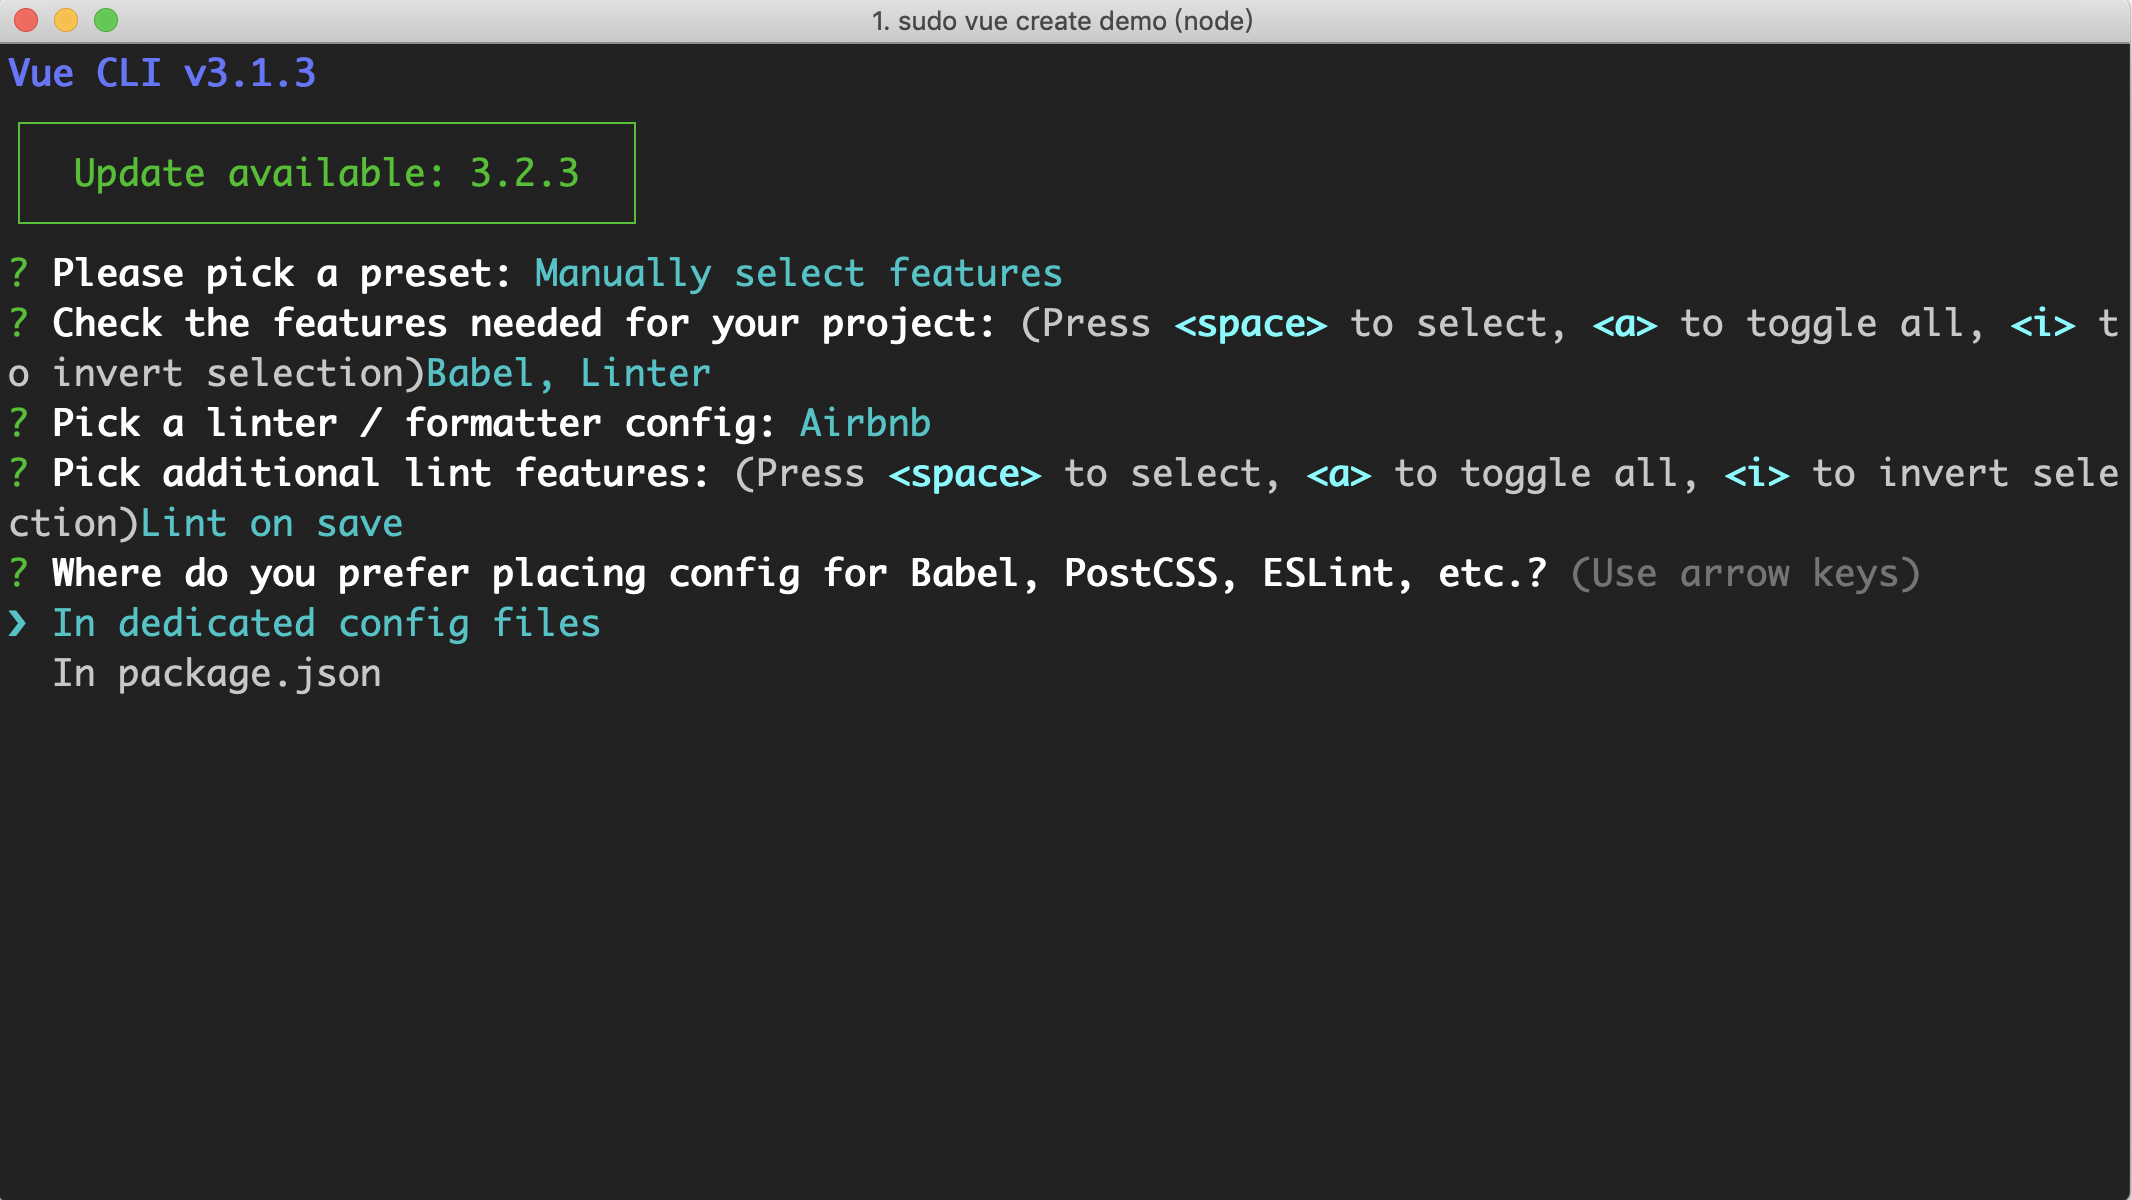 1. sudo vue create demo (node)
Vue CLI v3.1.3
Update available: 3.2.3
? Please pick a preset: Manually select features
? Check the features needed for your project: (Press <space> to select, <a> to toggle all, <i> t
o invert selection)Babel, Linter
? Pick a linter / formatter config: Airbnb
? Pick additional lint features: (Press <space> to select, <a> to toggle all, <i> to invert sele
ction)Lint on save
? Where do you prefer placing config for Babel, PostCSS, ESLint, etc.? (Use arrow keys)
❯ In dedicated config files
In package.json